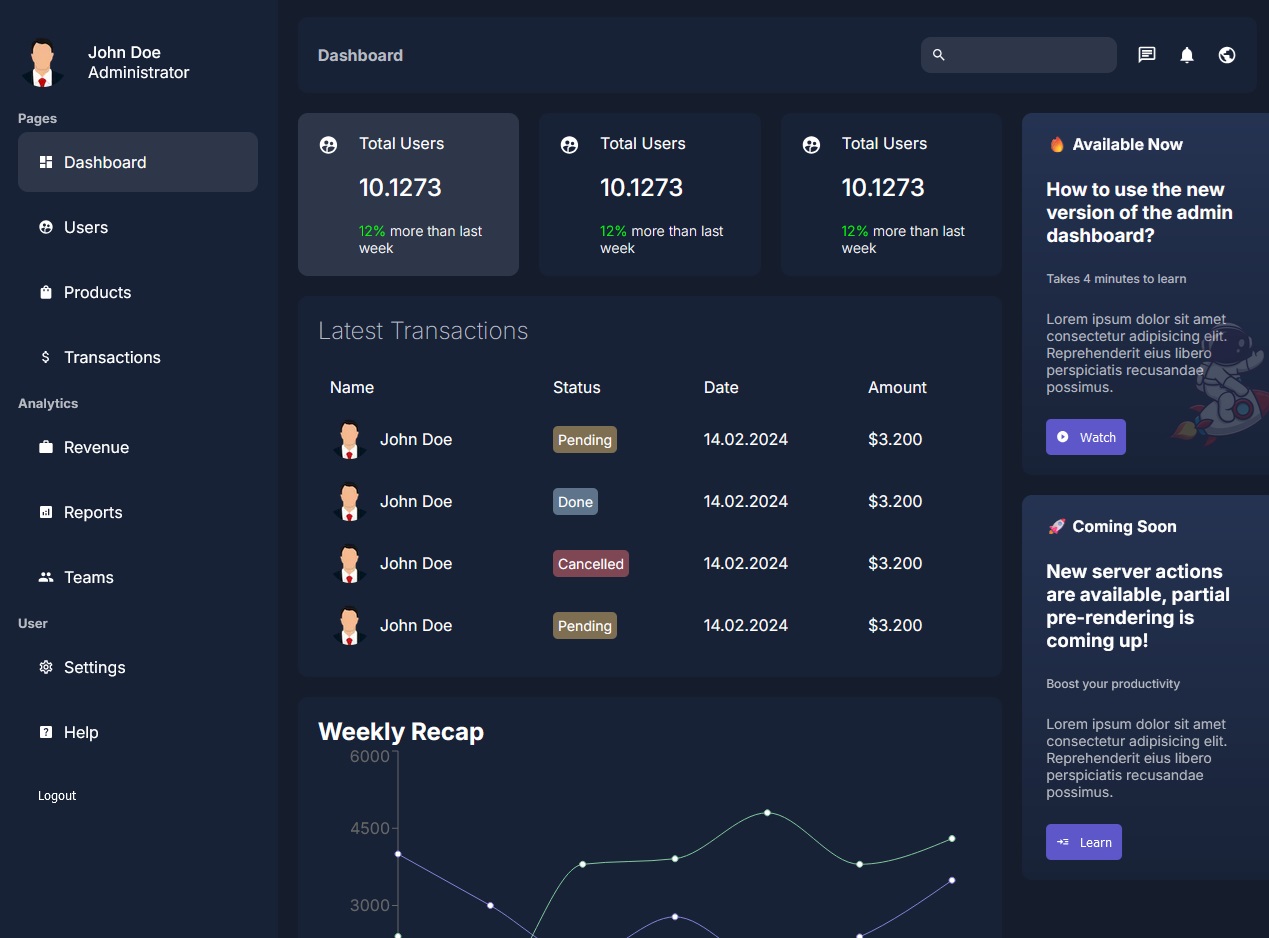 John Doe
Administrator
Pages
Dashboard
Users
Products
Transactions
Analytics
Revenue
Reports
Teams
User
Settings
Help
Logout
Dashboard
Total Users
10.1273
12% more than last
week
Total Users
10.1273
12% more than last
week
Total Users
10.1273
12% more than last
week
Latest Transactions
Name Status Date Amount
John Doe Pending 14.02.2024 $3.200
John Doe Done 14.02.2024 $3.200
John Doe Cancelled 14.02.2024 $3.200
John Doe Pending 14.02.2024 $3.200
Weekly Recap
6000
4500
3000
Available Now
How to use the new
version of the admin
dashboard?
Takes 4 minutes to learn
Lorem ipsum dolor sit amet
consectetur adipisicing elit.
Reprehenderit eius libero
perspiciatis recusandae
possimus.
Watch
Coming Soon
New server actions
are available, partial
pre-rendering is
coming up!
Boost your productivity
Lorem ipsum dolor sit amet
consectetur adipisicing elit.
Reprehenderit eius libero
perspiciatis recusandae
possimus.
Learn